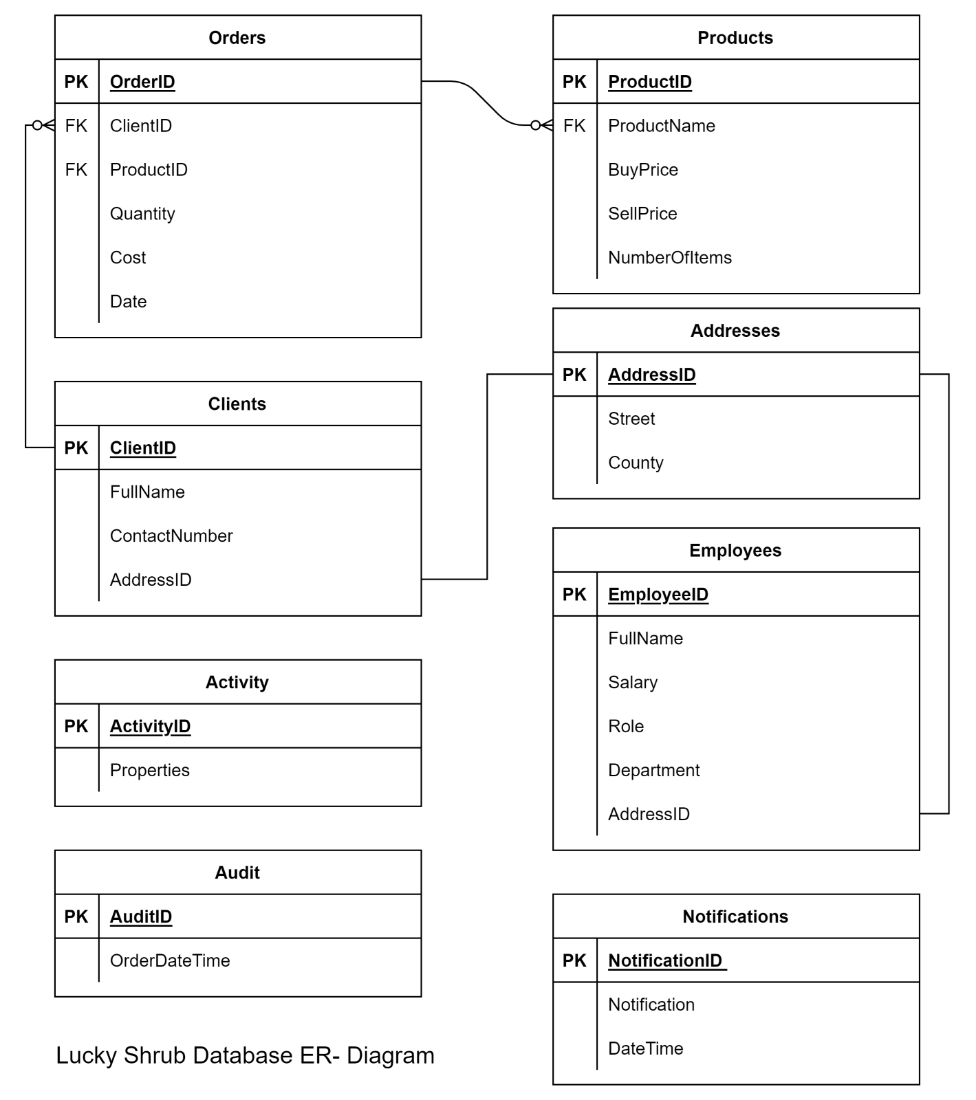 Orders
PK OrderID
FK ClientID
FK ProductID
Quantity
Cost
Date
Products
PK ProductID
FK ProductName
BuyPrice
SellPrice
NumberOfItems
Addresses
PK AddressID
Street
County
Clients
PK ClientID
FullName
ContactNumber
AddressID
Employees
PK EmployeeID
FullName
Salary
Role
Department
AddressID
Activity
PK ActivityID
Properties
Audit
PK AuditID
OrderDateTime
Notifications
PK NotificationID
Notification
DateTime
Lucky Shrub Database ER- Diagram